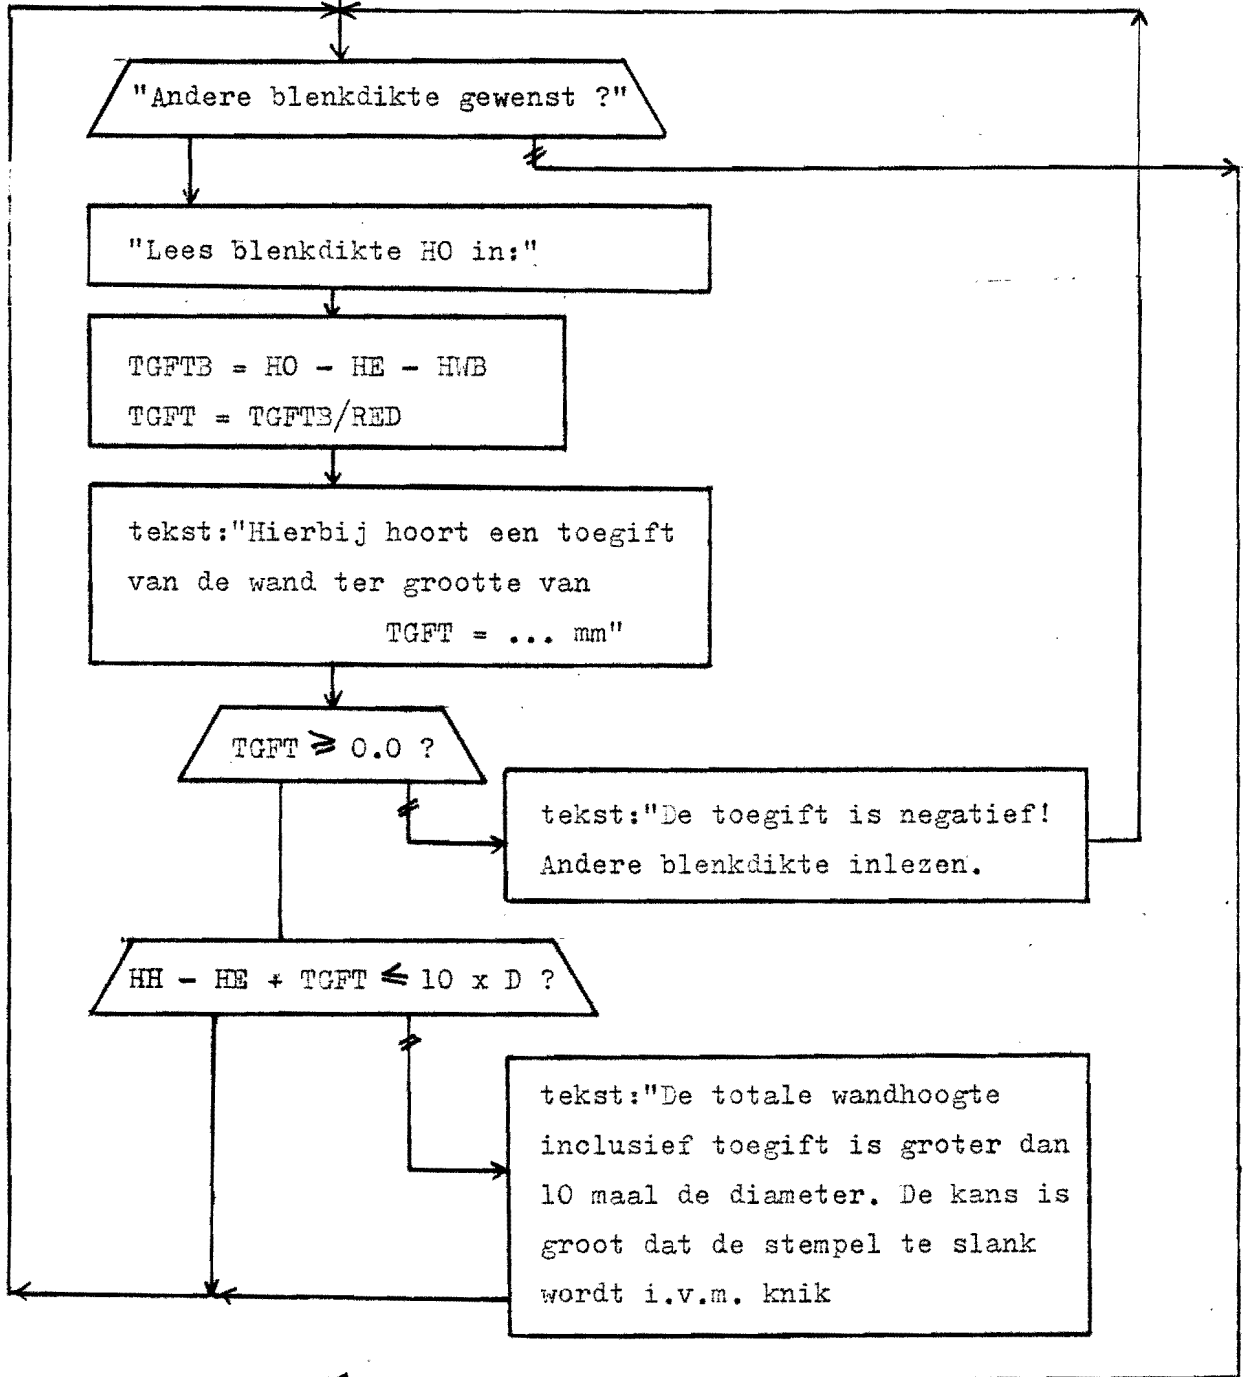 "Andere blenkdikte gewenst ?"
"Lees blenkdikte HO in:"
TGFTB = HO - HE - HWB
TGFT = TGFTB/RED
tekst:"Hierbij hoort een toegift
van de wand ter grootte van
TGFT = ... mm"
TGFT ⩾ 0.0 ?
tekst:"De toegift is negatief!
Andere blenkdikte inlezen.
HH - HE + TGFT ⩽ 10 x D ?
tekst:"De totale wandhoogte
inclusief toegift is groter dan
10 maal de diameter. De kans is
groot dat de stempel te slank
wordt i.v.m. knik